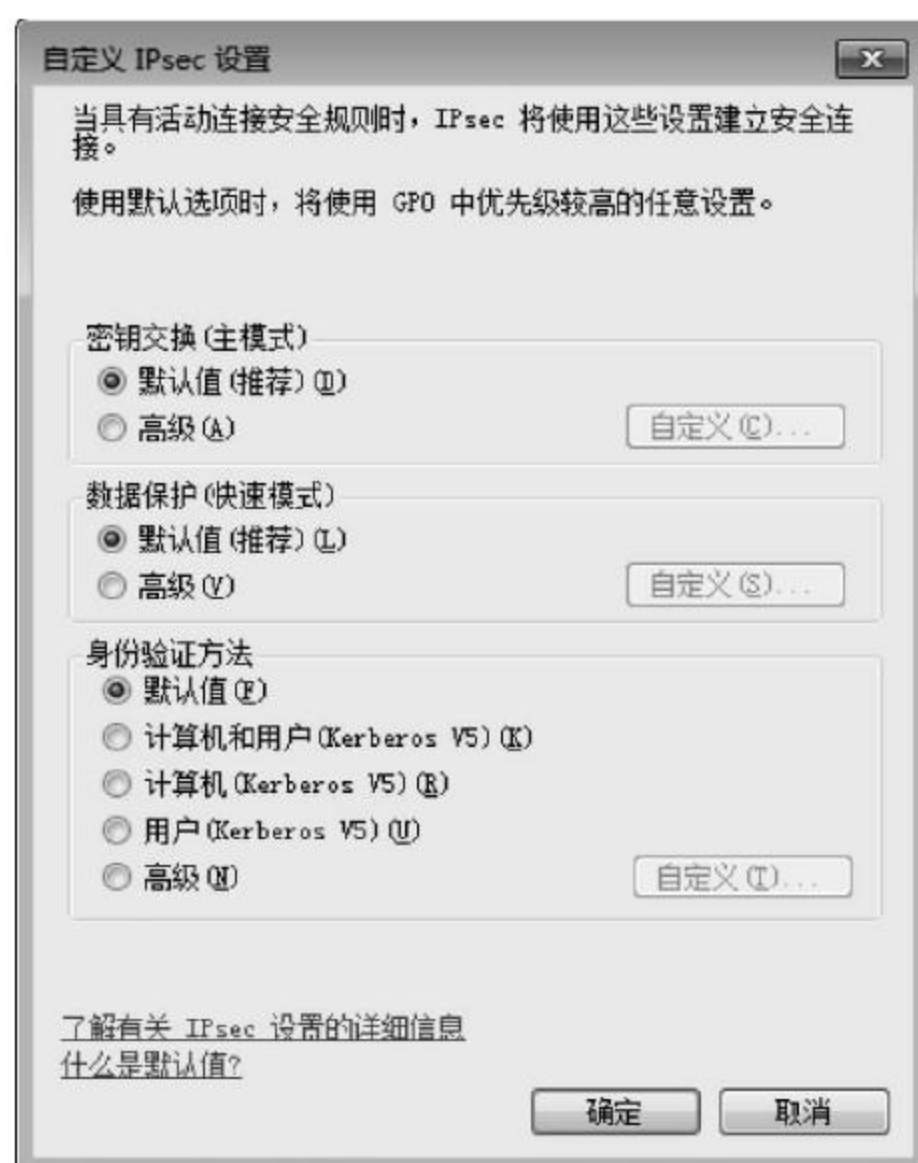 自定义 IPsec 设置
当具有活动连接安全规则时，IPsec 将使用这些设置建立安全连
接。
使用默认选项时，将使用 GPO 中优先级较高的任意设置。
密钥交换(主模式)
默认值(推荐)(D)
高级(A)
自定义(C)...
数据保护(快速模式)
默认值(推荐)(L)
高级(V)
自定义(S)...
身份验证方法
默认值(F)
计算机和用户(Kerberos V5)(K)
计算机(Kerberos V5)(R)
用户(Kerberos V5)(U)
高级(N)
自定义(T)...
了解有关 IPsec 设置的详细信息
什么是默认值?
确定
取消